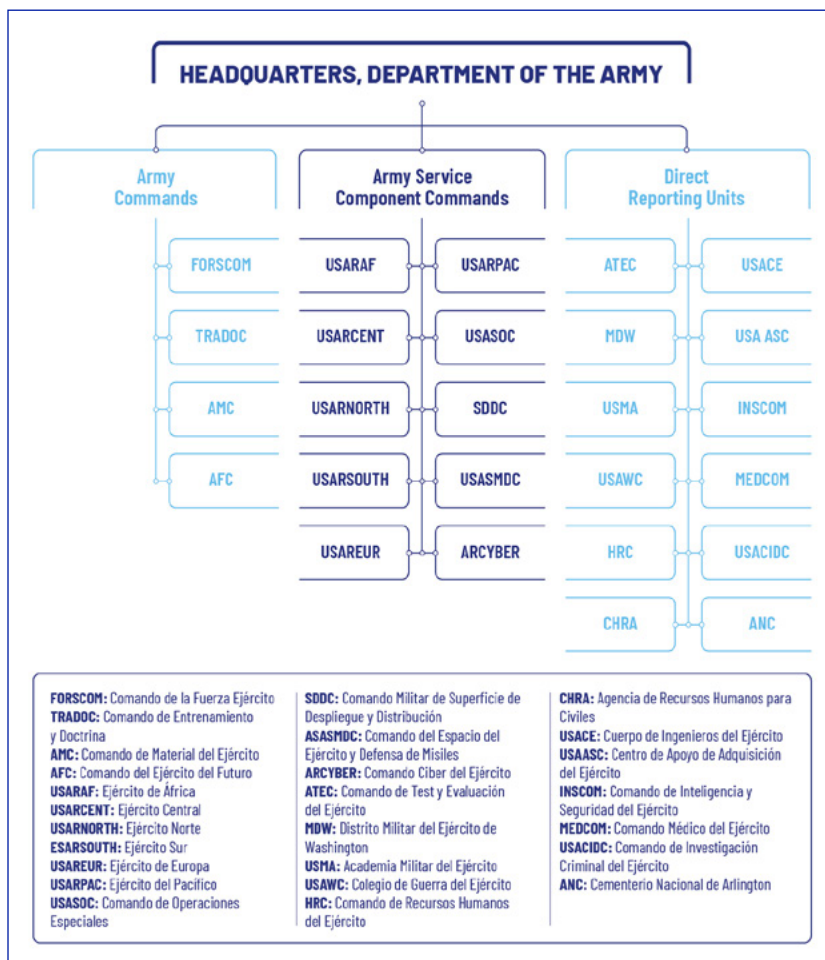 HEADQUARTERS, DEPARTMENT OF THE ARMY
Army
Commands
FORSCOM
TRADOC
AMC
AFC
Army Service
Component Commands
USARAF
USARPAC
USARCENT
USASOC
USARNORTH
SDDC
USARSOUTH
USASMDC
USAREUR
ARCYBER
Direct
Reporting Units
ATEC
USACE
MDW
USA ASC
USMA
INSCOM
USAWC
MEDCOM
HRC
USACIDC
CHRA
ANC
FORSCOM: Comando de la Fuerza Ejército
TRADOC: Comando de Entrenamiento
y Doctrina
AMC: Comando de Material del Ejército
AFC: Comando del Ejército del Futuro
USARAF: Ejército de África
USARCENT: Ejército Central
USARNORTH: Ejército Norte
ESARSOUTH: Ejército Sur
USAREUR: Ejército de Europa
USARPAC: Ejército del Pacífico
USASOC: Comando de Operaciones
Especiales
SDDC: Comando Militar de Superficie de
Despliegue y Distribución
ASASMDC: Comando del Espacio del
Ejército y Defensa de Misiles
ARCYBER: Comando Ciber del Ejército
ATEC: Comando de Test y Evaluación
del Ejército
MDW: Distrito Militar del Ejército de
Washington
USMA: Academia Militar del Ejército
USAWC: Colegio de Guerra del Ejército
HRC: Comando de Recursos Humanos
del Ejército
CHRA: Agencia de Recursos Humanos para
Civiles
USACE: Cuerpo de Ingenieros del Ejército
USAASC: Centro de Apoyo de Adquisición
del Ejército
INSCOM: Comando de Inteligencia y
Seguridad del Ejército
MEDCOM: Comando Médico del Ejército
USACIDC: Comando de Investigación
Criminal del Ejército
ANC: Cementerio Nacional de Arlington